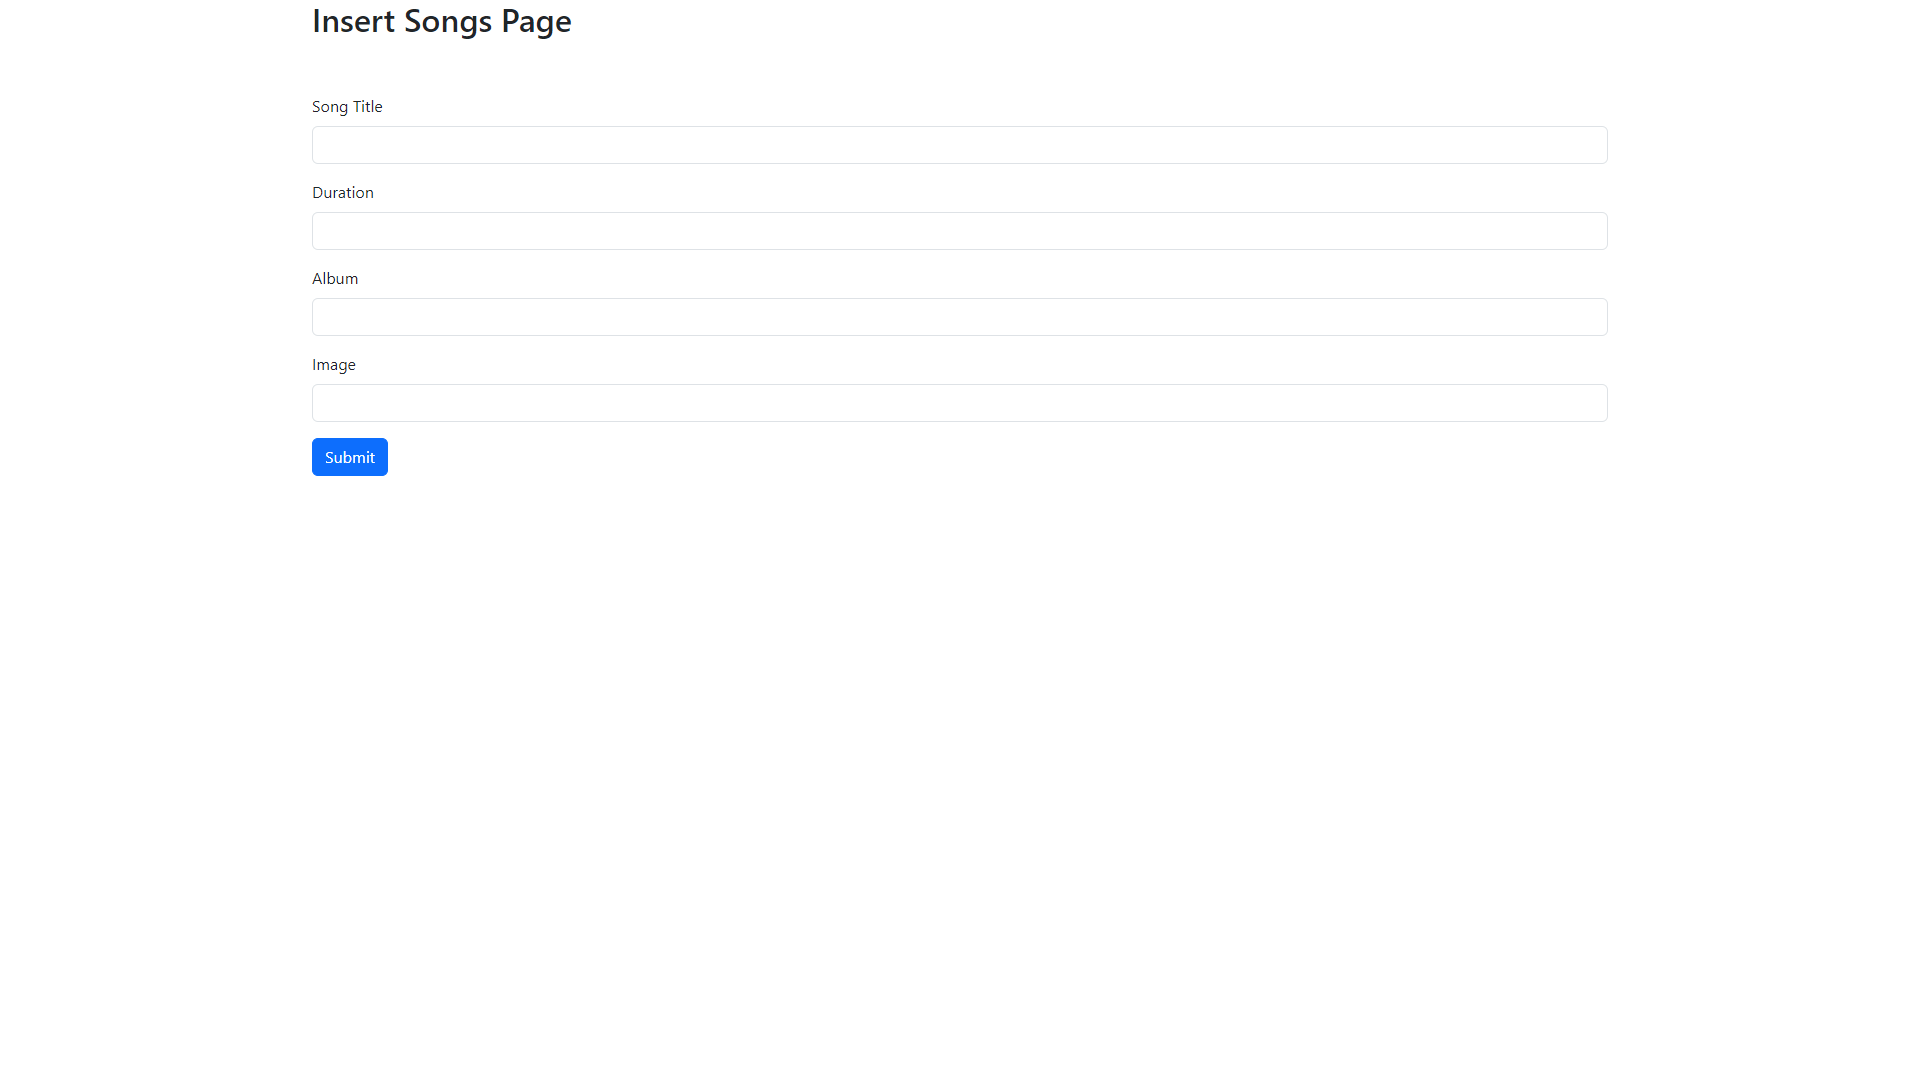 Insert Songs Page
Song Title
Duration
Album
Image
Submit